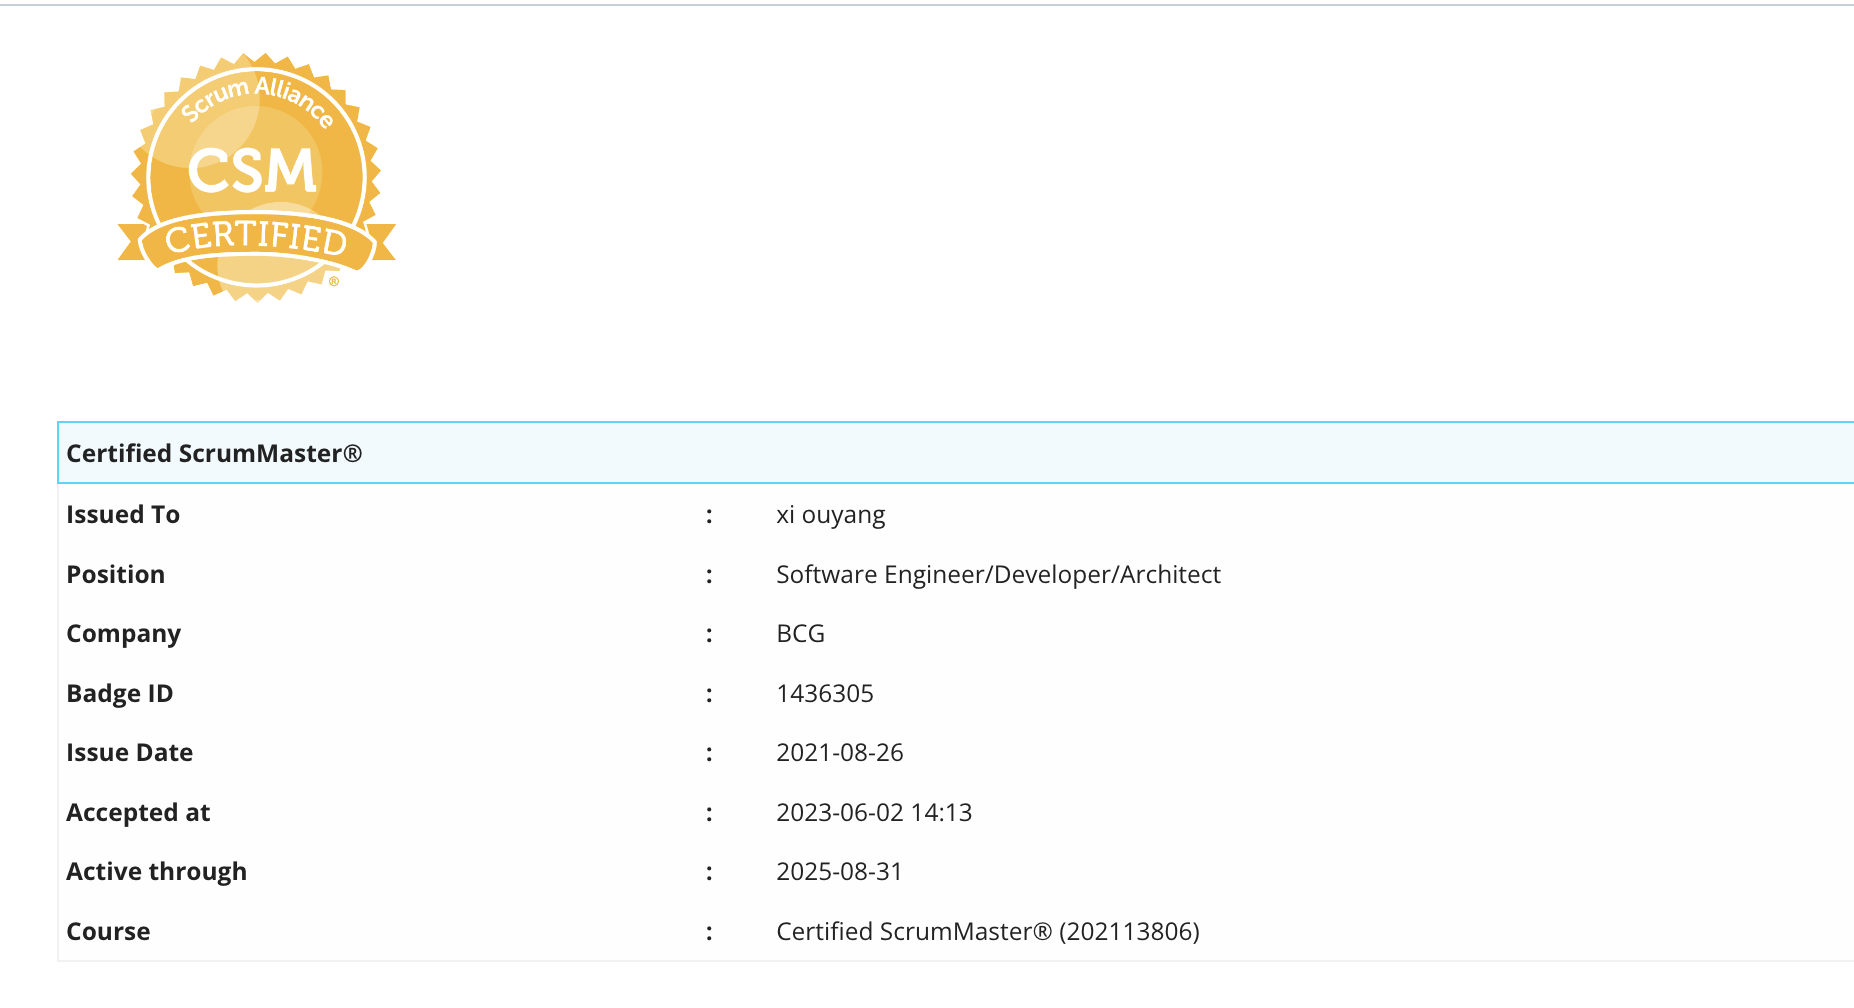 Scrum Alliance
CSM
CERTIFIED
®
Certified ScrumMaster®
Issued To : xi ouyang
Position : Software Engineer/Developer/Architect
Company : BCG
Badge ID : 1436305
Issue Date : 2021-08-26
Accepted at : 2023-06-02 14:13
Active through : 2025-08-31
Course : Certified ScrumMaster® (202113806)